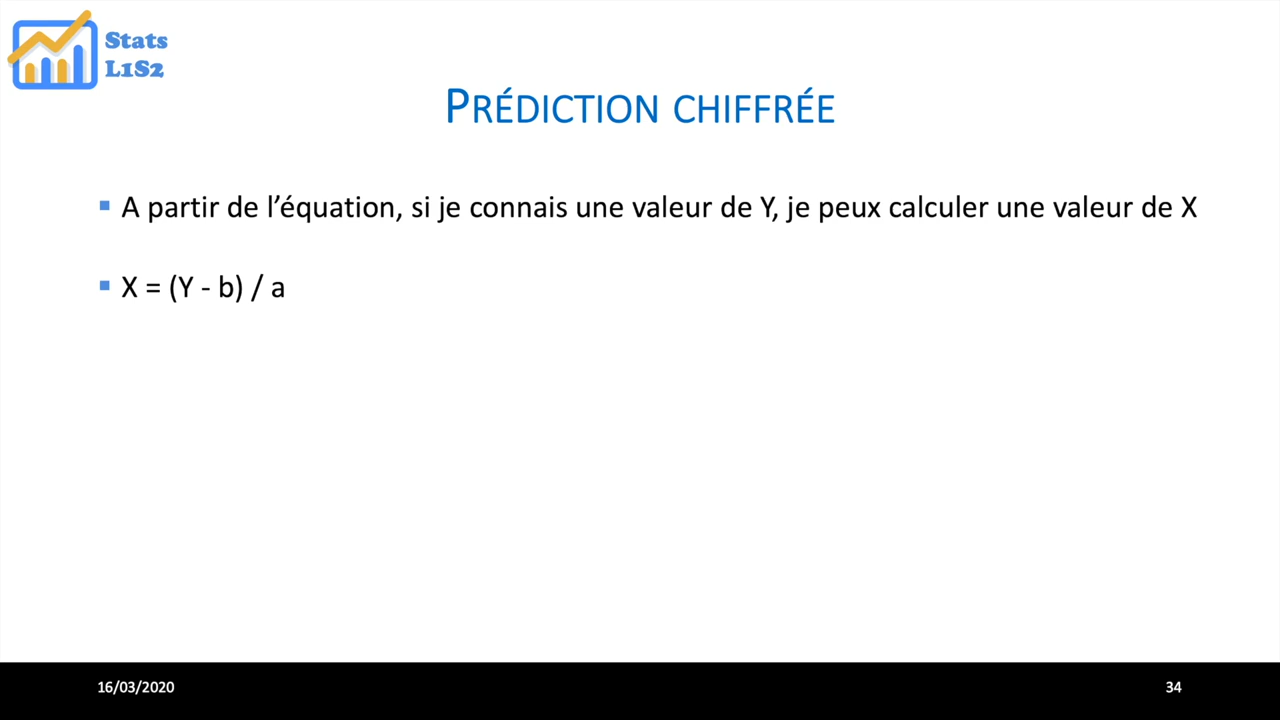 Stats
L1S2
PRÉDICTION CHIFFRÉE
A partir de l’équation, si je connais une valeur de Y, je peux calculer une valeur de X
X = (Y - b) / a
16/03/2020
34